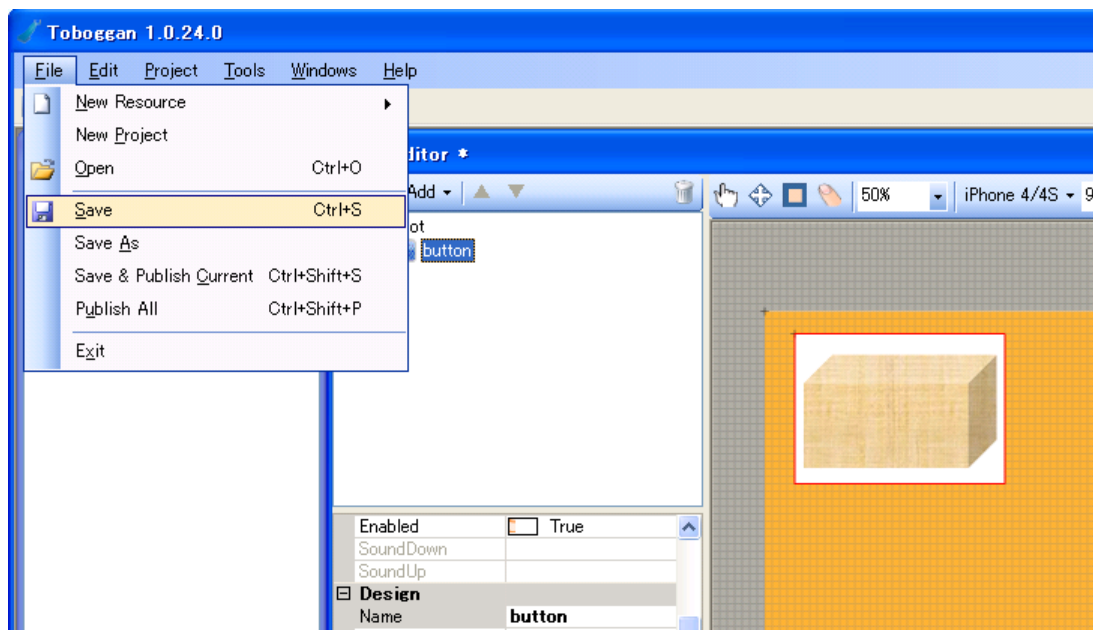 Toboggan 1.0.24.0
File Edit Project Tools Windows Help
New Resource
New Project
Open Ctrl+O
Save Ctrl+S
Save As
Save & Publish Current Ctrl+Shift+S
Publish All Ctrl+Shift+P
Exit
ditor *
Add
50% iPhone 4/4S 9
ot
button
Enabled True
SoundDown
SoundUp
Design
Name button